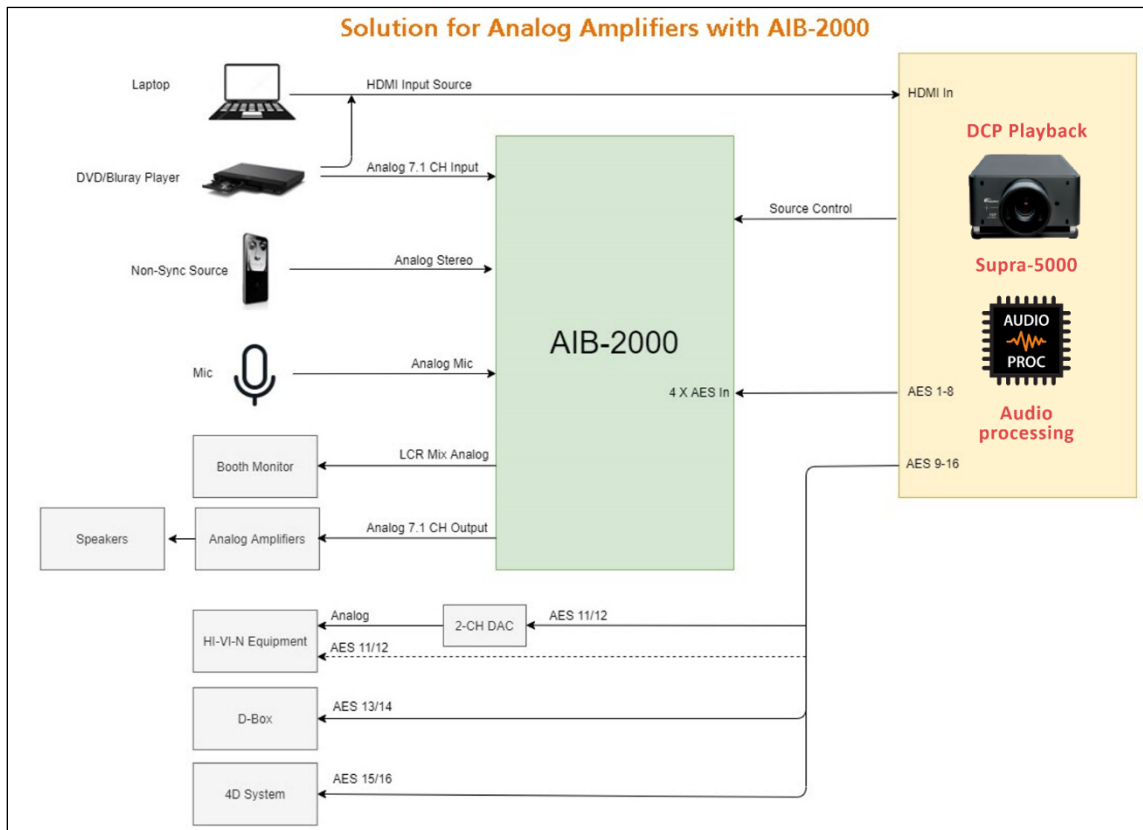 Solution for Analog Amplifiers with AIB-2000
Laptop
HDMI Input Source
HDMI In
DCP Playback
DVD/Bluray Player
Analog 7.1 CH Input
Source Control
Supra-5000
Non-Sync Source
Analog Stereo
AIB-2000
AUDIO
PROC
Mic
Analog Mic
4 X AES In
AES 1-8
Audio
processing
Booth Monitor
LCR Mix Analog
AES 9-16
Speakers
Analog Amplifiers
Analog 7.1 CH Output
HI-VI-N Equipment
Analog
2-CH DAC
AES 11/12
AES 11/12
D-Box
AES 13/14
4D System
AES 15/16